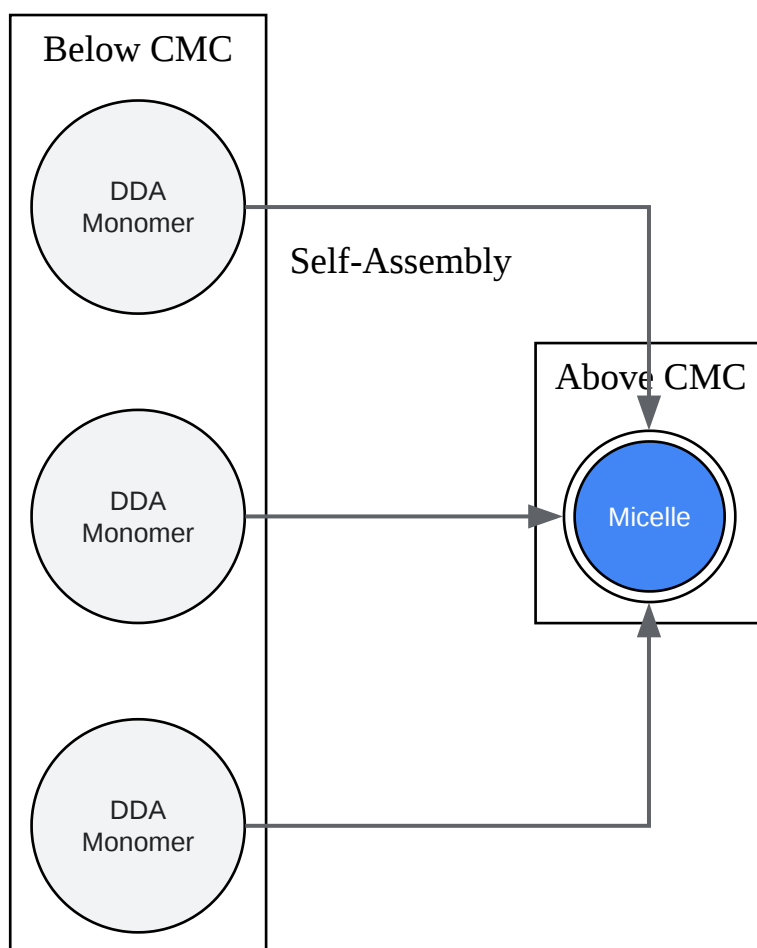 Below CMC
DDA
Monomer
Self-Assembly
Above CMC
DDA
Monomer
Micelle
DDA
Monomer